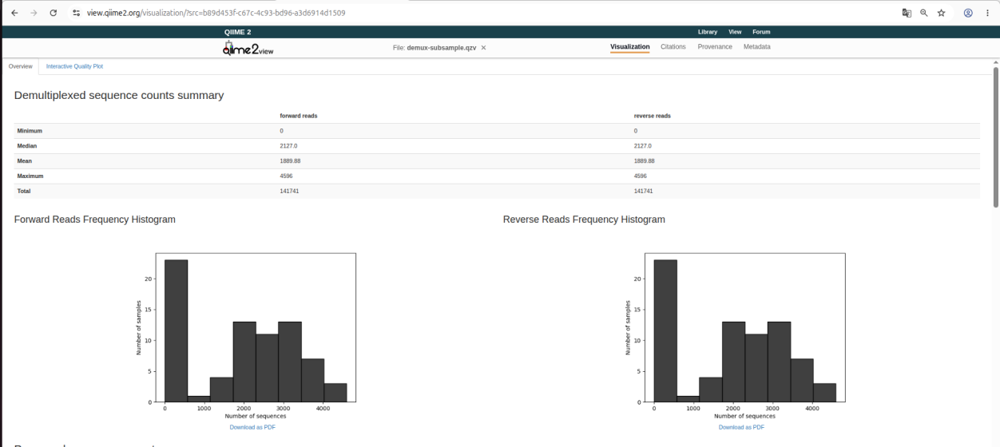 view.qiime2.org/visualization/?src=b89d453f-c67c-4c93-bd96-a3d6914d1509
QIIME 2 Library View Forum
qiime2view File: demux-subsample.qzv × Visualization Citations Provenance Metadata
Overview Interactive Quality Plot
Demultiplexed sequence counts summary
forward reads reverse reads
Minimum 0 0
Median 2127.0 2127.0
Mean 1889.88 1889.88
Maximum 4596 4596
Total 141741 141741
Forward Reads Frequency Histogram Reverse Reads Frequency Histogram
20
15
10
5
0
Number of samples
0 1000 2000 3000 4000
Number of sequences
Download as PDF
20
15
10
5
0
Number of samples
0 1000 2000 3000 4000
Number of sequences
Download as PDF